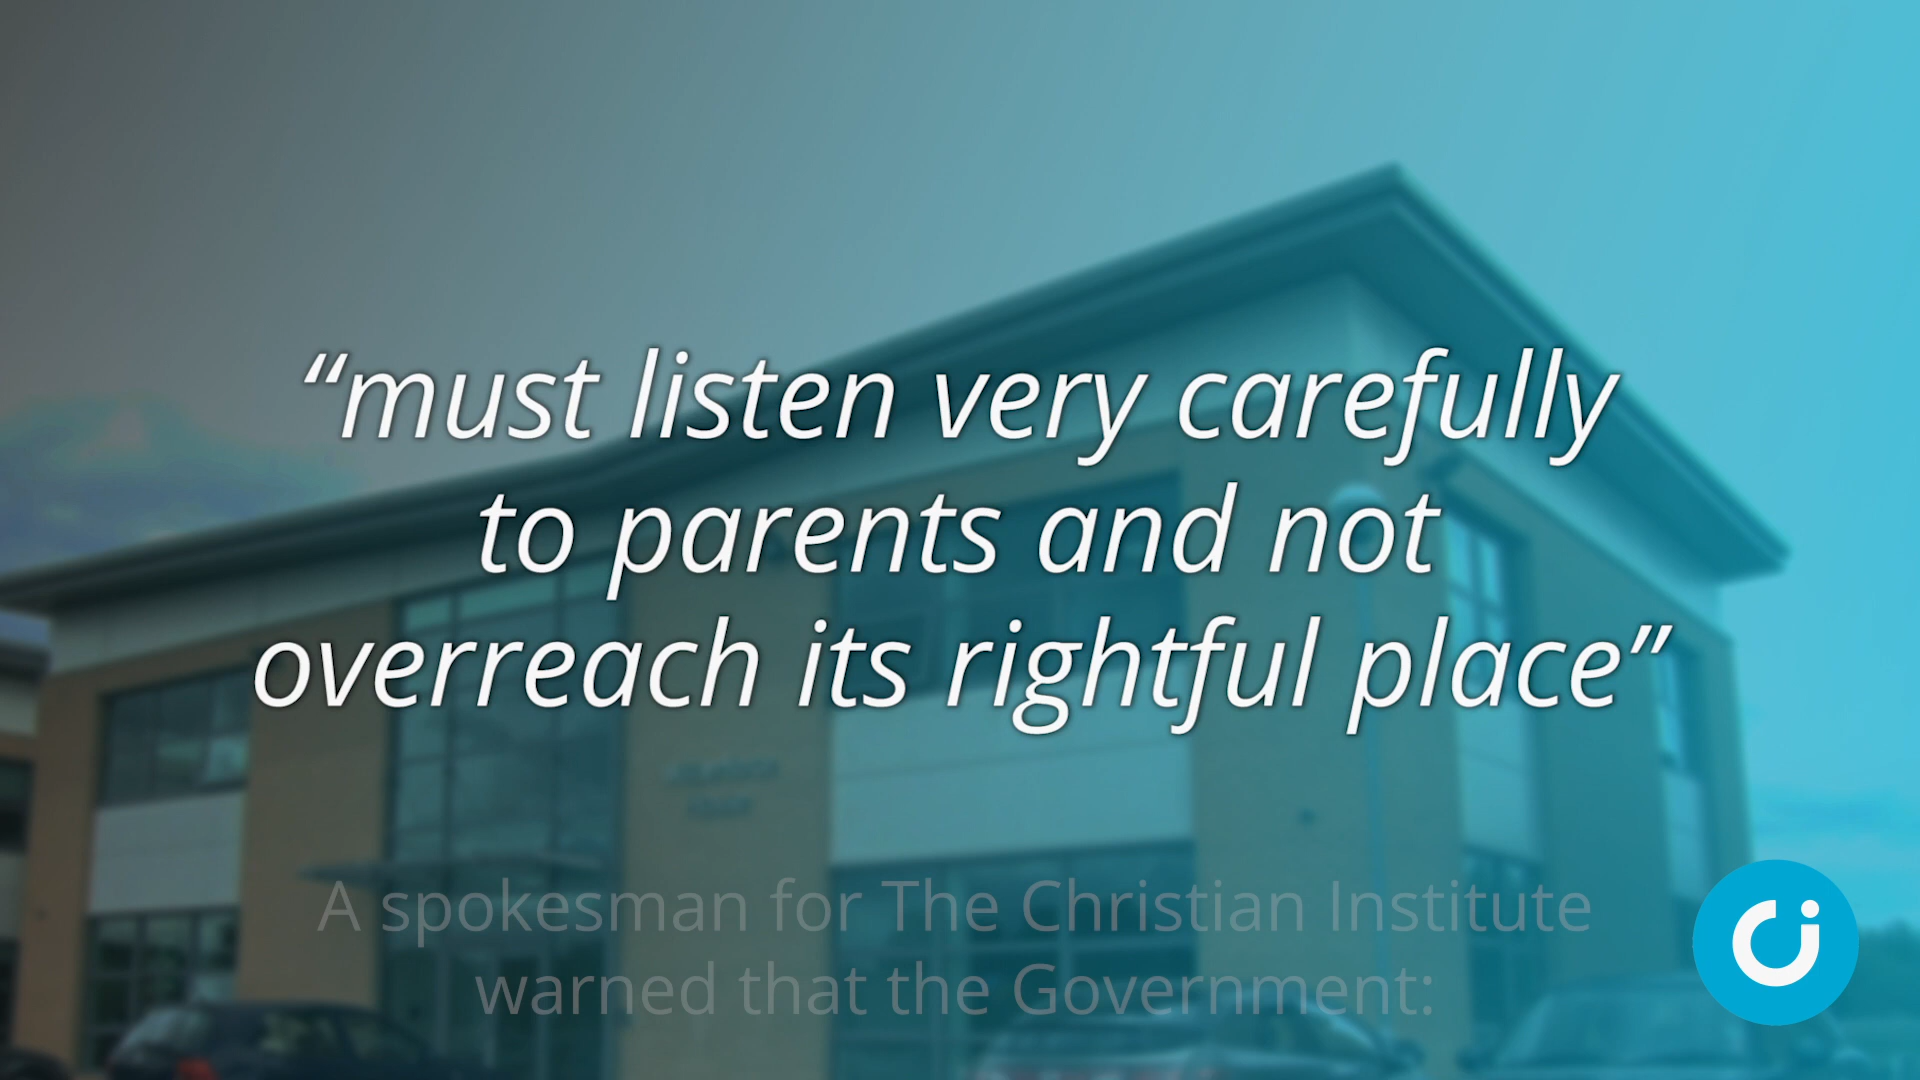 “must listen very carefully
to parents and not
overreach its rightful place”
A spokesman for The Christian Institute
warned that the Government: